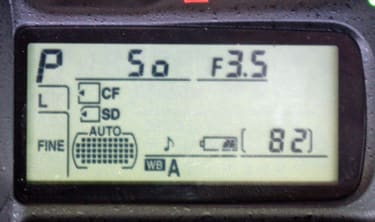 P 50 F3.5
L CF
SD
AUTO
FINE [ 82]
WB A